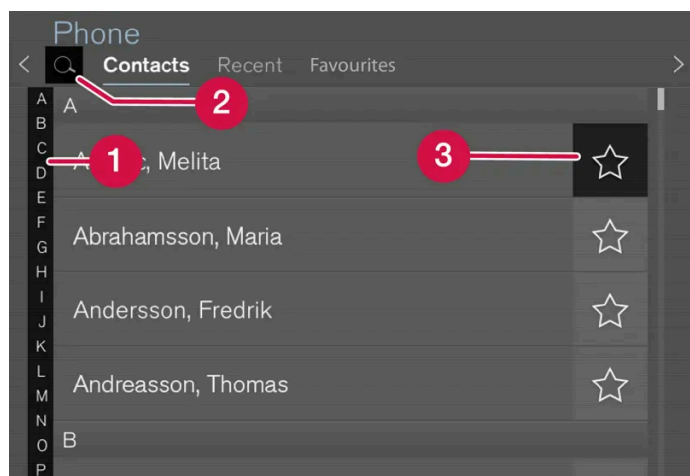 Phone
Contacts Recent Favourites
2
A
B
C
D
E
F
G
H
I
J
K
L
M
N
O
P
A
1
Melita
3
Abrahamsson, Maria
Andersson, Fredrik
Andreasson, Thomas
B